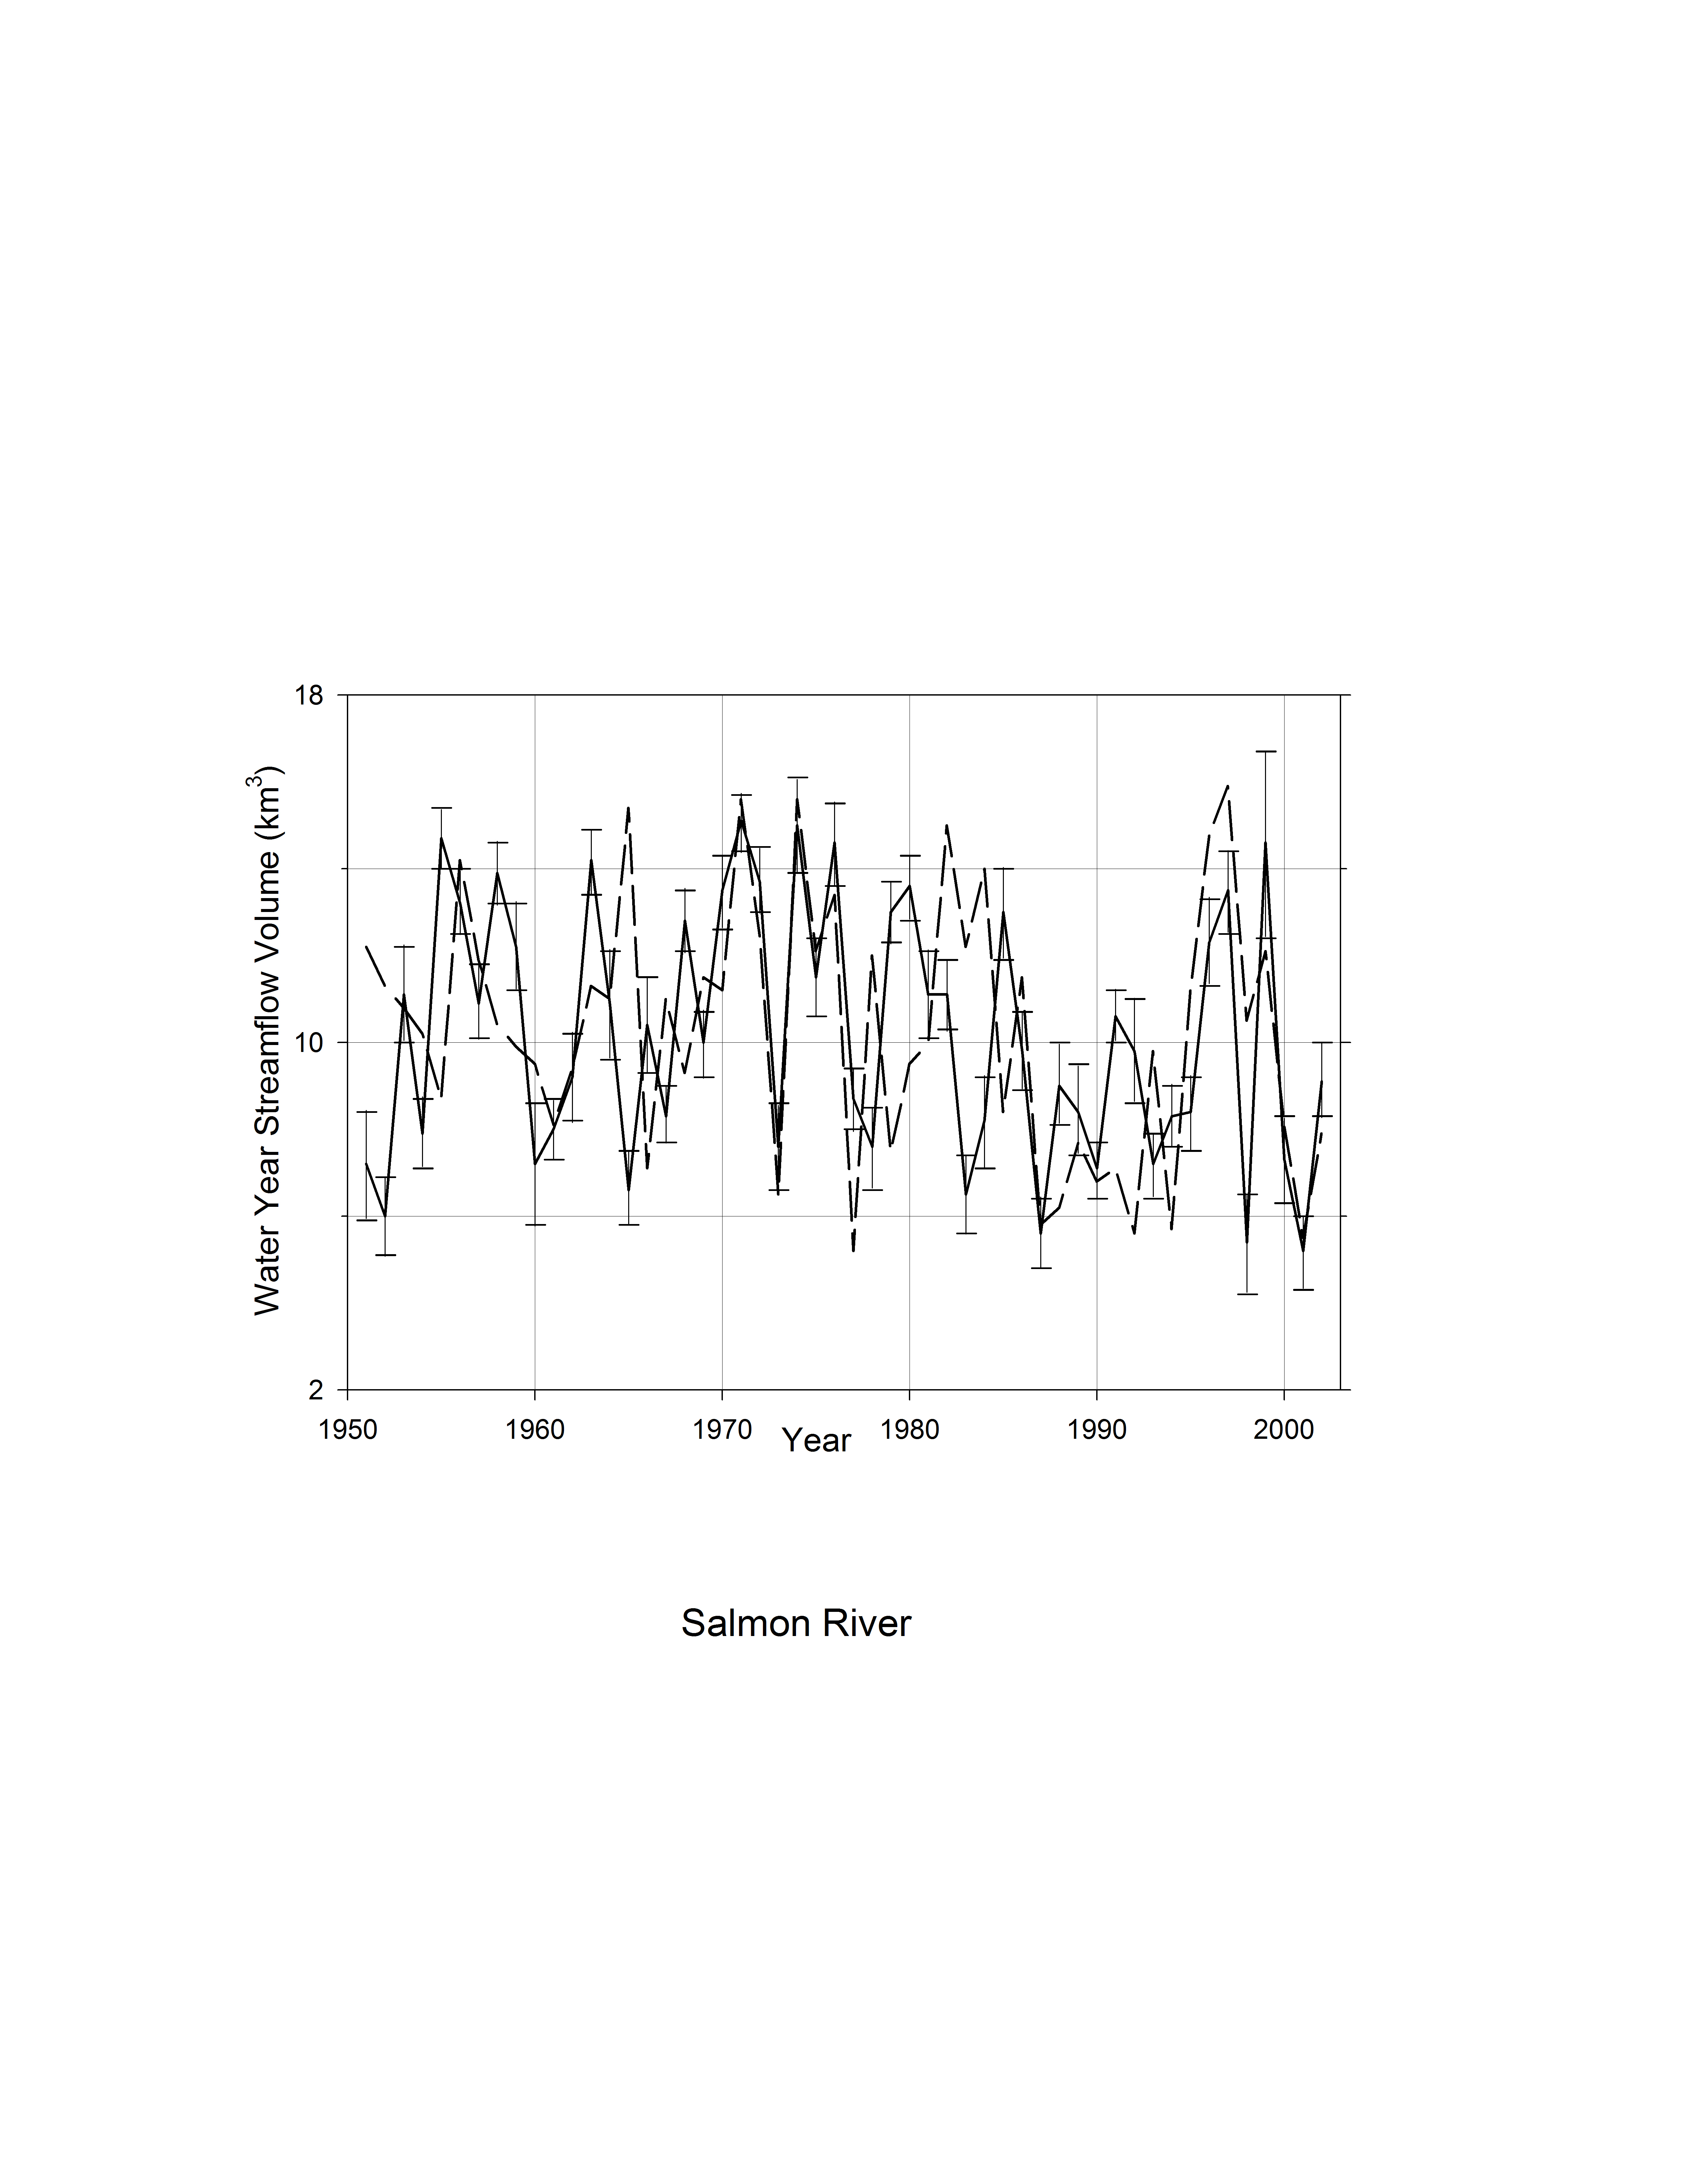 18
10
2
Water Year Streamflow Volume (km³)
1950 1960 1970 1980 1990 2000
Year
Salmon River